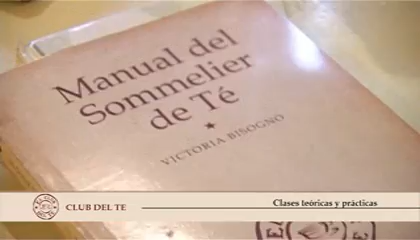 Manual del
Sommelier
de Té
VICTORIA BISOGNO
CLUB DEL TE
Clases teóricas y prácticas